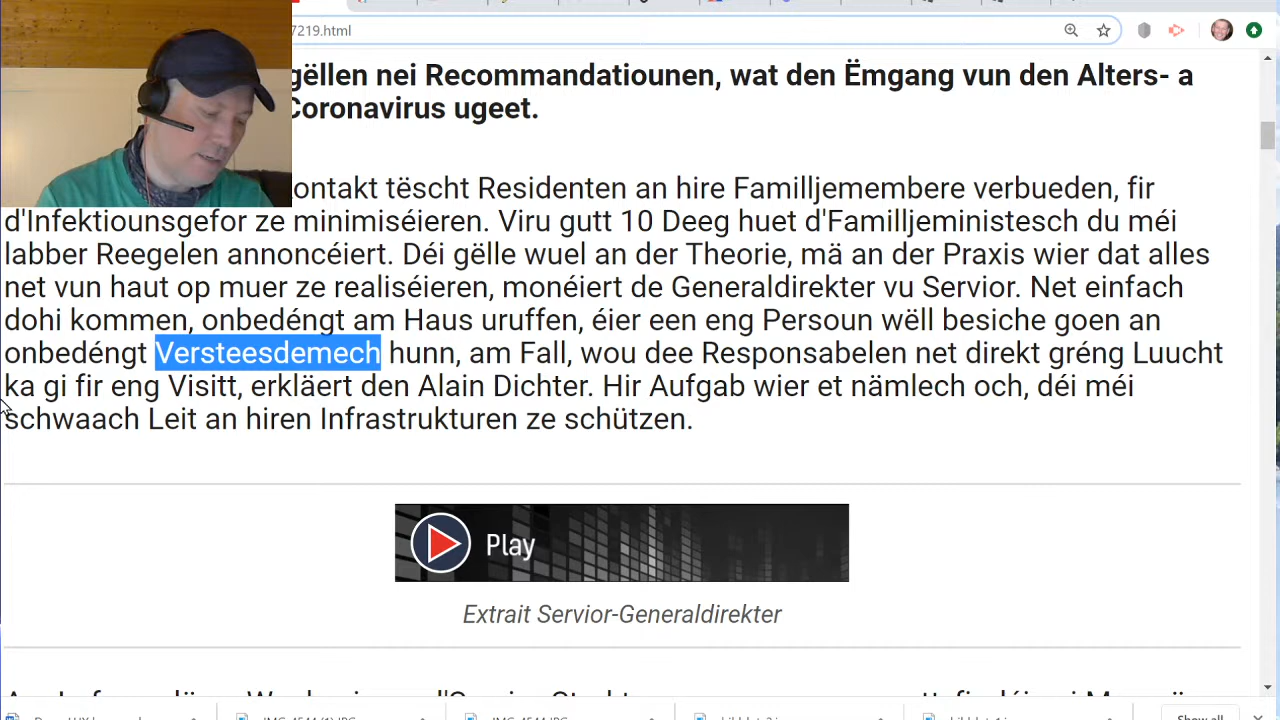 7219.html
gëllen nei Recommandatiounen, wat den Ëmgang vun den Alters- a
Coronavirus ugeet.
ontakt tëscht Residenten an hire Familljemembere verbueden, fir
d'Infektiounsgefor ze minimiséieren. Viru gutt 10 Deeg huet d'Familljeministesch du méi
labber Reegelen annoncéiert. Déi gëlle wuel an der Theorie, mä an der Praxis wier dat alles
net vun haut op muer ze realiséieren, monéiert de Generaldirekter vu Servior. Net einfach
dohi kommen, onbedéngt am Haus uruffen, éier een eng Persoun wëll besiche goen an
onbedéngt Versteesdemech hunn, am Fall, wou dee Responsabelen net direkt gréng Luucht
ka gi fir eng Visitt, erkläert den Alain Dichter. Hir Aufgab wier et nämlech och, déi méi
schwaach Leit an hiren Infrastrukturen ze schützen.
Play
Extrait Servior-Generaldirekter
Show all